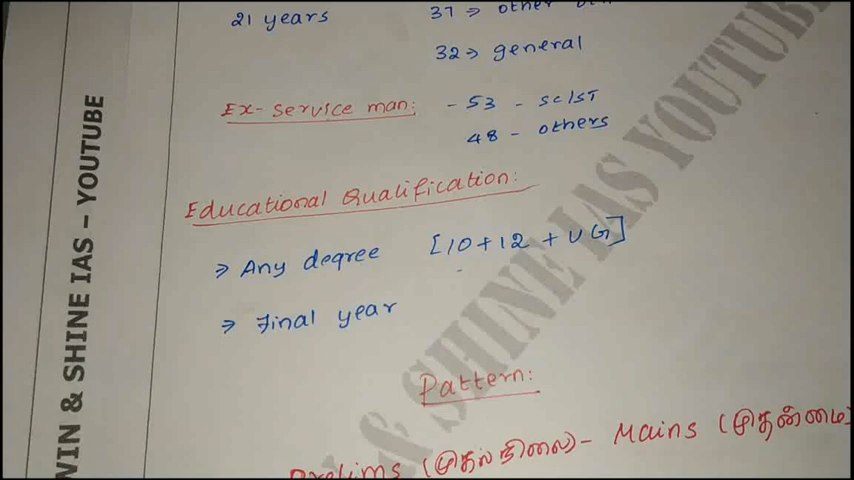 21 years
37 => other
32 => general
Ex-Service man: - 53 - SC/ST
48 - others
Educational Qualification:
=> Any degree [10+12+UG]
=> Final year
Pattern:
Prelims (முதல்நிலை) - Mains (முதன்மை)
WIN & SHINE IAS – YOUTUBE
& SHINE IAS YOUTUBE